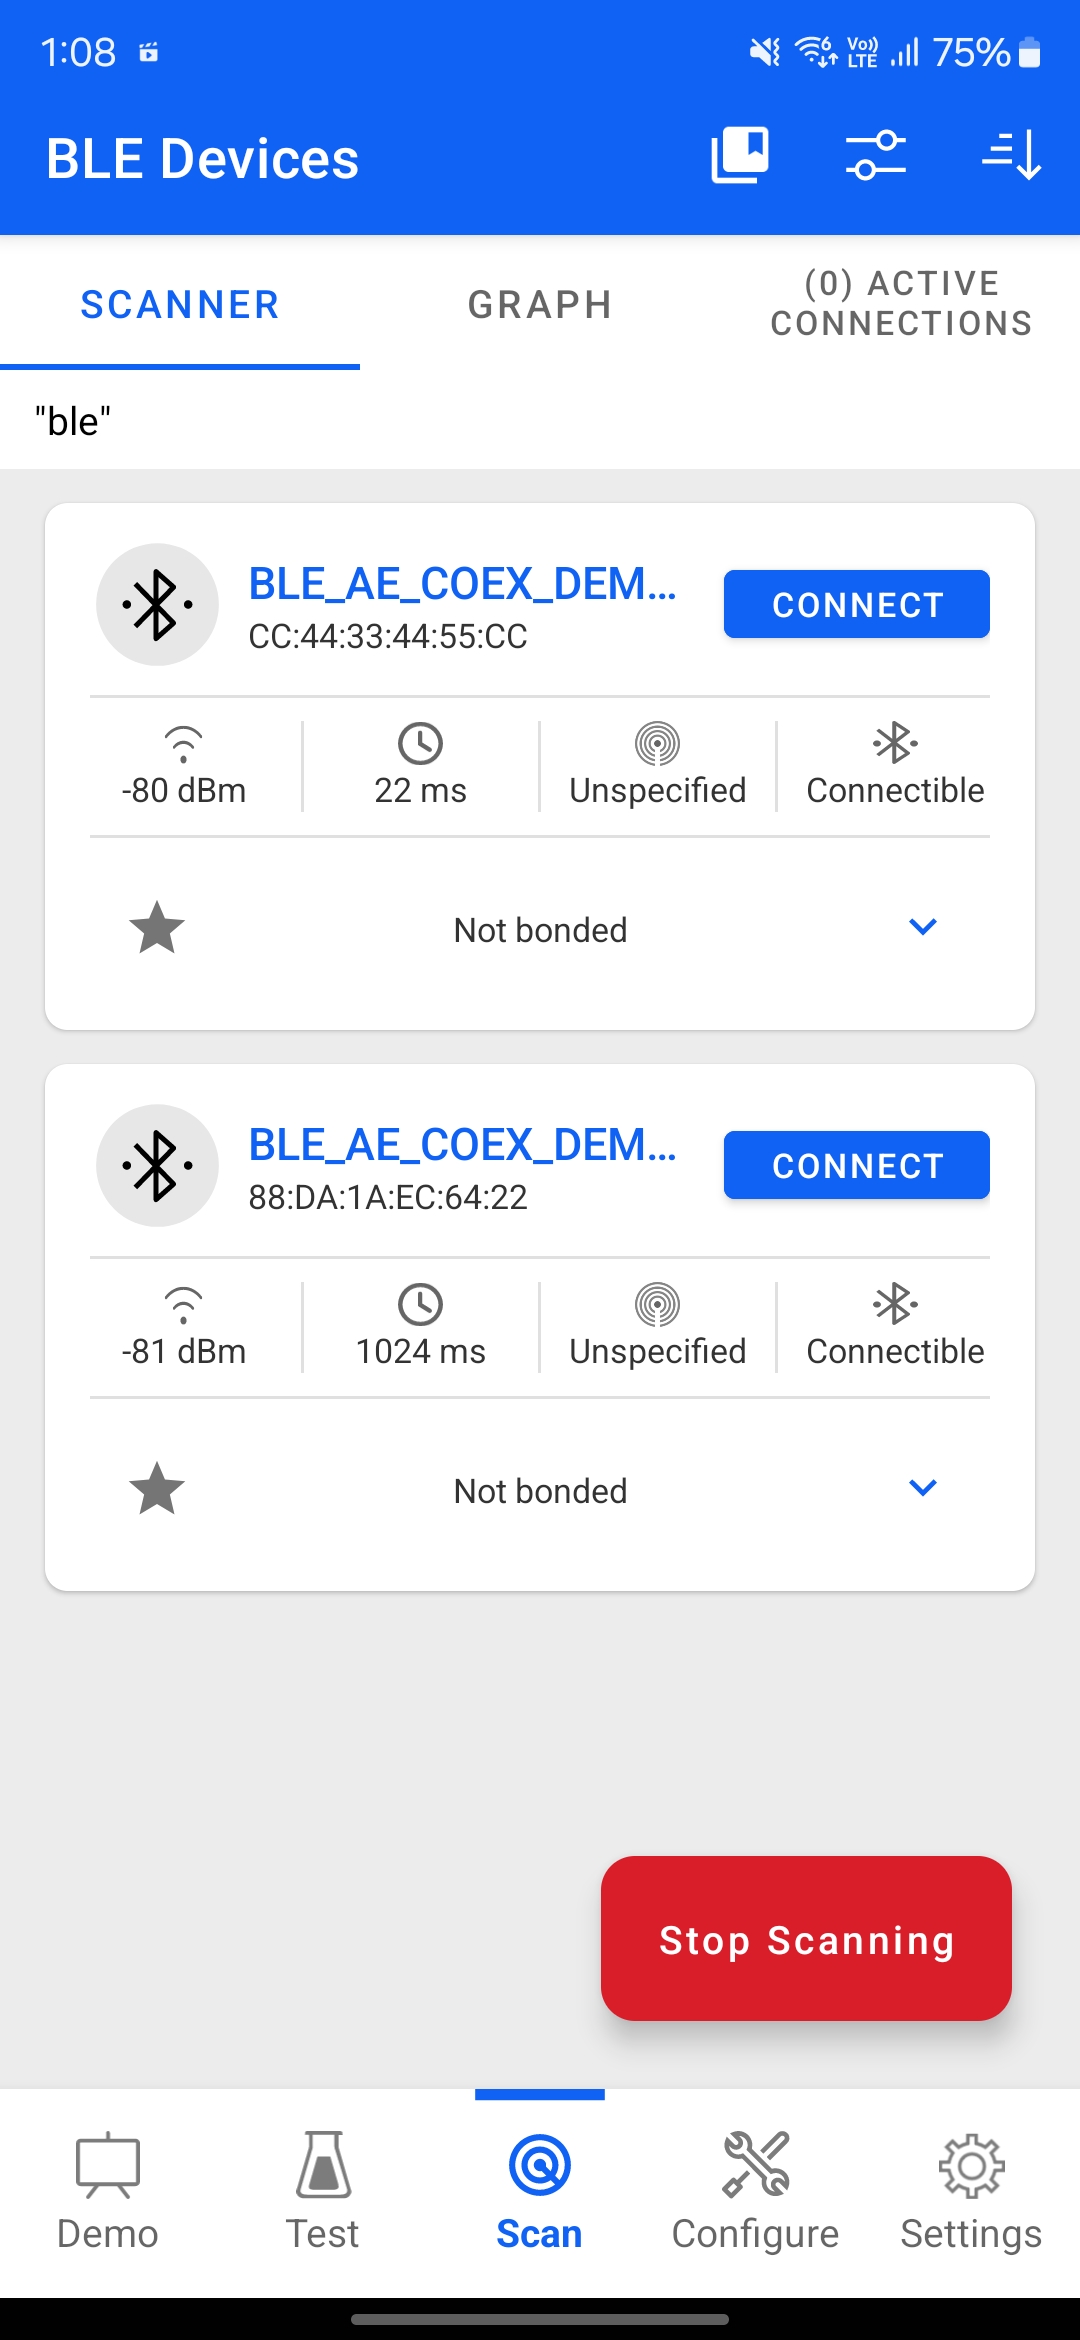 1:08
Vo)) LTE
75%
BLE Devices
SCANNER
GRAPH
(0) ACTIVE
CONNECTIONS
"ble"
BLE_AE_COEX_DEM...
CC:44:33:44:55:CC
CONNECT
-80 dBm
22 ms
Unspecified
Connectible
Not bonded
BLE_AE_COEX_DEM...
88:DA:1A:EC:64:22
CONNECT
-81 dBm
1024 ms
Unspecified
Connectible
Not bonded
Stop Scanning
Demo
Test
Scan
Configure
Settings